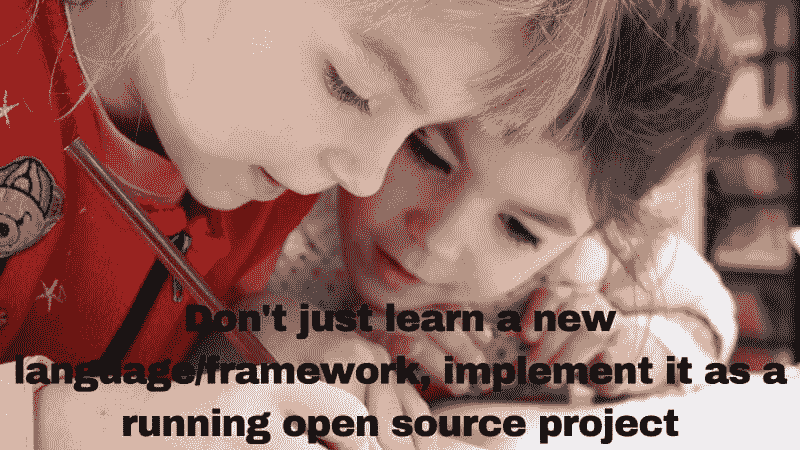 Don't just learn a new
language/framework, implement it as a
running open source project